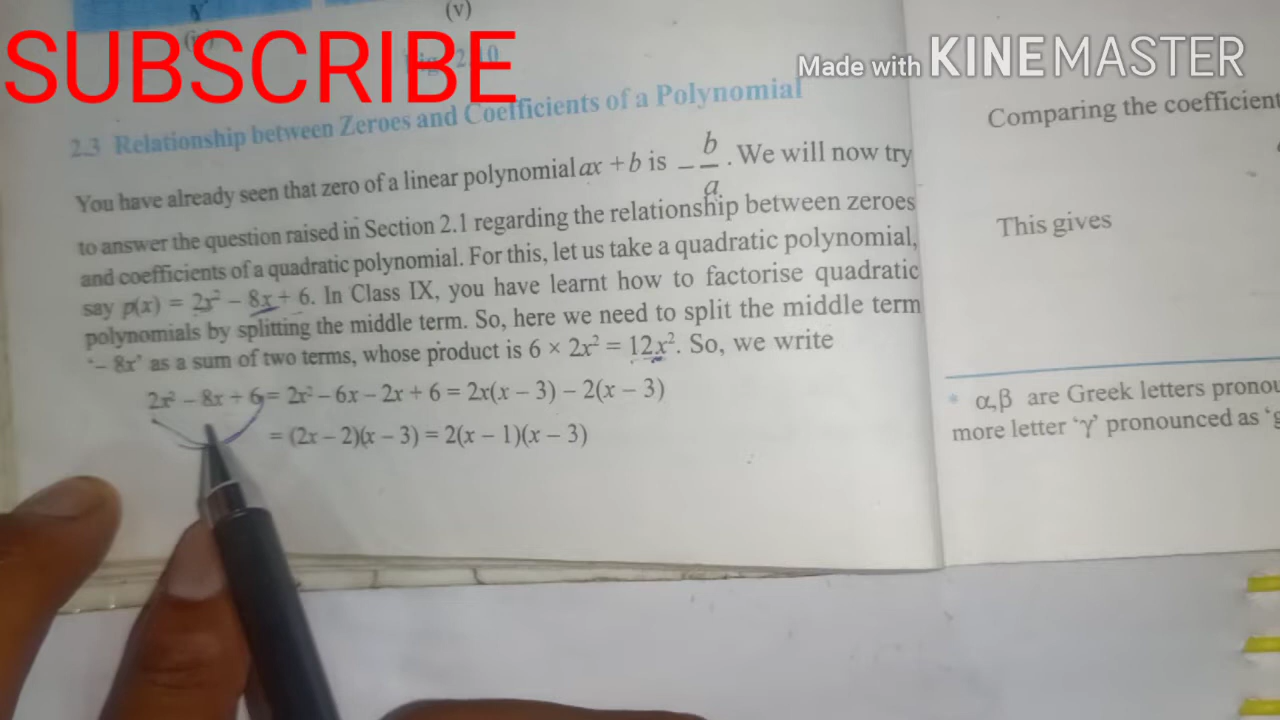 (v)
SUBSCRIBE
Made with KINEMASTER
2.3 Relationship between Zeroes and Coefficients of a Polynomial
You have already seen that zero of a linear polynomial ax + b is − b/a . We will now try
to answer the question raised in Section 2.1 regarding the relationship between zeroes
and coefficients of a quadratic polynomial. For this, let us take a quadratic polynomial,
say p(x) = 2x² – 8x + 6. In Class IX, you have learnt how to factorise quadratic
polynomials by splitting the middle term. So, here we need to split the middle term
‘– 8x’ as a sum of two terms, whose product is 6 × 2x² = 12x². So, we write
2x² – 8x + 6 = 2x² – 6x – 2x + 6 = 2x(x – 3) – 2(x – 3)
= (2x – 2)(x – 3) = 2(x – 1)(x – 3)
Comparing the coefficient
This gives
* α,β are Greek letters pronou
more letter ‘γ’ pronounced as ‘g